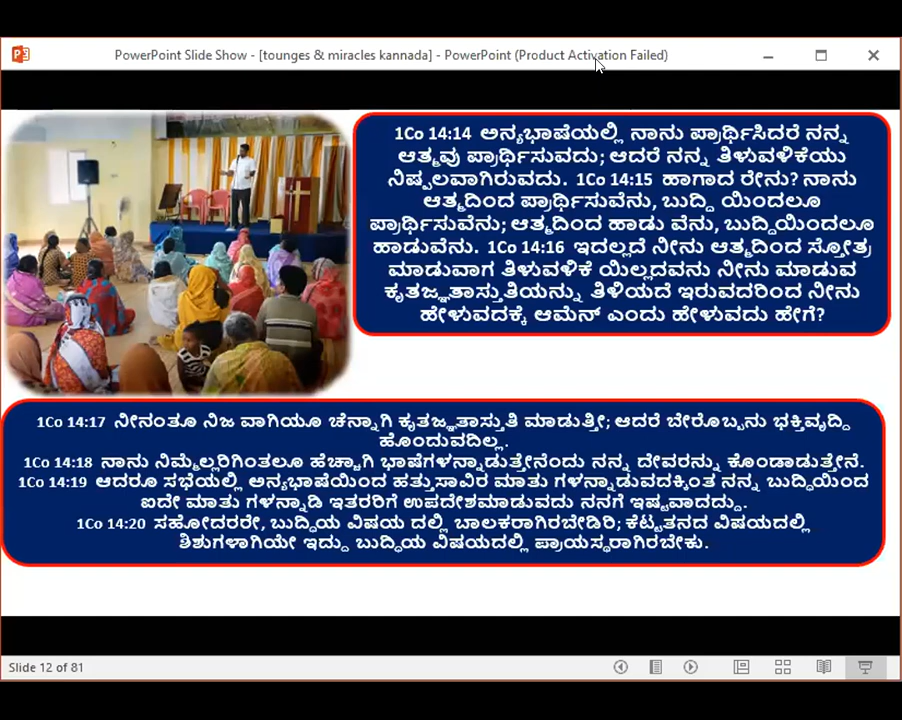 PowerPoint Slide Show - [tounges & miracles kannada] - PowerPoint (Product Activation Failed)
1Co 14:14 ಅನ್ಯಭಾಷೆಯಲ್ಲಿ ನಾನು ಪ್ರಾರ್ಥಿಸಿದರೆ ನನ್ನ
ಆತ್ಮವು ಪ್ರಾರ್ಥಿಸುವದು; ಆದರೆ ನನ್ನ ತಿಳುವಳಿಕೆಯು
ನಿಷ್ಪಲವಾಗಿರುವದು. 1Co 14:15 ಹಾಗಾದ ರೇನು? ನಾನು
ಆತ್ಮದಿಂದ ಪ್ರಾರ್ಥಿಸುವೆನು, ಬುದ್ದಿ ಯಿಂದಲೂ
ಪ್ರಾರ್ಥಿಸುವೆನು; ಆತ್ಮದಿಂದ ಹಾಡು ವೆನು, ಬುದ್ದಿಯಿಂದಲೂ
ಹಾಡುವೆನು. 1Co 14:16 ಇದಲ್ಲದೆ ನೀನು ಆತ್ಮದಿಂದ ಸ್ತೋತ್ರ
ಮಾಡುವಾಗ ತಿಳುವಳಿಕೆ ಯಿಲ್ಲದವನು ನೀನು ಮಾಡುವ
ಕೃತಜ್ಞತಾಸ್ತುತಿಯನ್ನು ತಿಳಿಯದೆ ಇರುವದರಿಂದ ನೀನು
ಹೇಳುವದಕ್ಕೆ ಆಮೆನ್ ಎಂದು ಹೇಳುವದು ಹೇಗೆ?
1Co 14:17 ನೀನಂತೂ ನಿಜ ವಾಗಿಯೂ ಚೆನ್ನಾಗಿ ಕೃತಜ್ಞತಾಸ್ತುತಿ ಮಾಡುತ್ತೀ; ಆದರೆ ಬೇರೊಬ್ಬನು ಭಕ್ತಿವೃದ್ದಿ
ಹೊಂದುವದಿಲ್ಲ.
1Co 14:18 ನಾನು ನಿಮ್ಮೆಲ್ಲರಿಗಿಂತಲೂ ಹೆಚ್ಚಾಗಿ ಭಾಷೆಗಳನ್ನಾಡುತ್ತೇನೆಂದು ನನ್ನ ದೇವರನ್ನು ಕೊಂಡಾಡುತ್ತೇನೆ.
1Co 14:19 ಆದರೂ ಸಭೆಯಲ್ಲಿ ಅನ್ಯಭಾಷೆಯಿಂದ ಹತ್ತುಸಾವಿರ ಮಾತು ಗಳನ್ನಾಡುವದಕ್ಕಿಂತ ನನ್ನ ಬುದ್ಧಿಯಿಂದ
ಐದೇ ಮಾತು ಗಳನ್ನಾಡಿ ಇತರರಿಗೆ ಉಪದೇಶಮಾಡುವದು ನನಗೆ ಇಷ್ಟವಾದದ್ದು.
1Co 14:20 ಸಹೋದರರೇ, ಬುದ್ಧಿಯ ವಿಷಯ ದಲ್ಲಿ ಬಾಲಕರಾಗಿರಬೇಡಿರಿ; ಕೆಟ್ಟತನದ ವಿಷಯದಲ್ಲಿ
ಶಿಶುಗಳಾಗಿಯೇ ಇದ್ದು ಬುದ್ಧಿಯ ವಿಷಯದಲ್ಲಿ ಪ್ರಾಯಸ್ಥರಾಗಿರಬೇಕು.
Slide 12 of 81